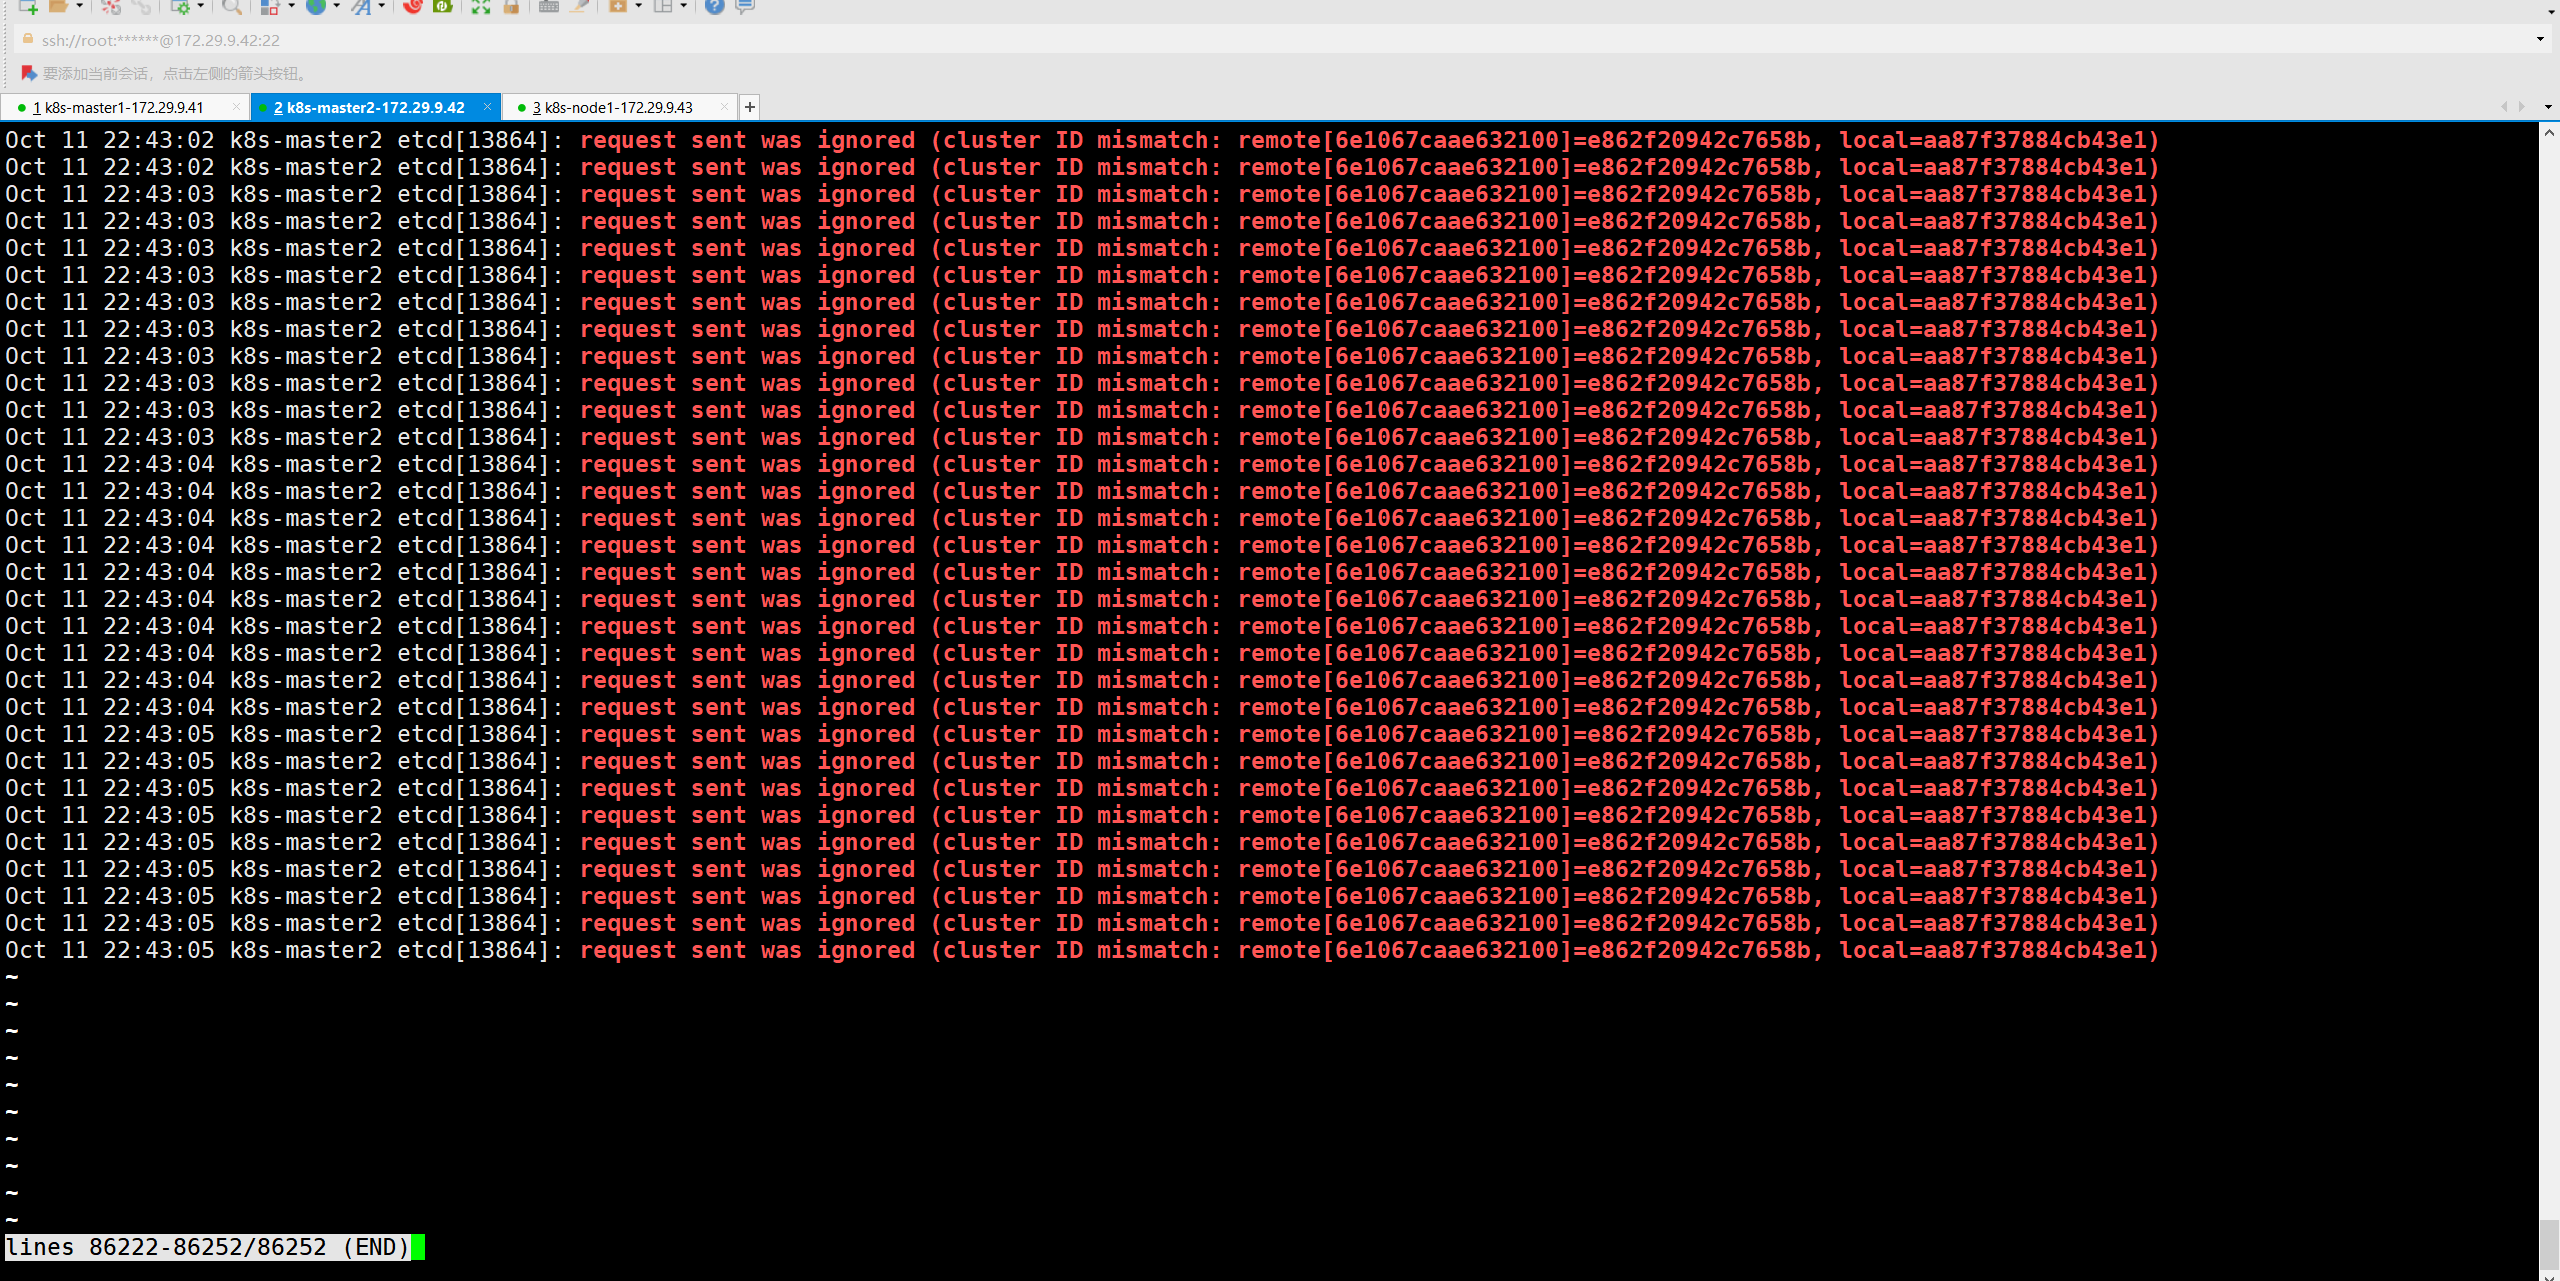 ssh://root:******@172.29.9.42:22
要添加当前会话，点击左侧的箭头按钮。
1 k8s-master1-172.29.9.41 × 2 k8s-master2-172.29.9.42 × 3 k8s-node1-172.29.9.43 × +
Oct 11 22:43:02 k8s-master2 etcd[13864]: request sent was ignored (cluster ID mismatch: remote[6e1067caae632100]=e862f20942c7658b, local=aa87f37884cb43e1)
Oct 11 22:43:02 k8s-master2 etcd[13864]: request sent was ignored (cluster ID mismatch: remote[6e1067caae632100]=e862f20942c7658b, local=aa87f37884cb43e1)
Oct 11 22:43:03 k8s-master2 etcd[13864]: request sent was ignored (cluster ID mismatch: remote[6e1067caae632100]=e862f20942c7658b, local=aa87f37884cb43e1)
Oct 11 22:43:03 k8s-master2 etcd[13864]: request sent was ignored (cluster ID mismatch: remote[6e1067caae632100]=e862f20942c7658b, local=aa87f37884cb43e1)
Oct 11 22:43:03 k8s-master2 etcd[13864]: request sent was ignored (cluster ID mismatch: remote[6e1067caae632100]=e862f20942c7658b, local=aa87f37884cb43e1)
Oct 11 22:43:03 k8s-master2 etcd[13864]: request sent was ignored (cluster ID mismatch: remote[6e1067caae632100]=e862f20942c7658b, local=aa87f37884cb43e1)
Oct 11 22:43:03 k8s-master2 etcd[13864]: request sent was ignored (cluster ID mismatch: remote[6e1067caae632100]=e862f20942c7658b, local=aa87f37884cb43e1)
Oct 11 22:43:03 k8s-master2 etcd[13864]: request sent was ignored (cluster ID mismatch: remote[6e1067caae632100]=e862f20942c7658b, local=aa87f37884cb43e1)
Oct 11 22:43:03 k8s-master2 etcd[13864]: request sent was ignored (cluster ID mismatch: remote[6e1067caae632100]=e862f20942c7658b, local=aa87f37884cb43e1)
Oct 11 22:43:03 k8s-master2 etcd[13864]: request sent was ignored (cluster ID mismatch: remote[6e1067caae632100]=e862f20942c7658b, local=aa87f37884cb43e1)
Oct 11 22:43:03 k8s-master2 etcd[13864]: request sent was ignored (cluster ID mismatch: remote[6e1067caae632100]=e862f20942c7658b, local=aa87f37884cb43e1)
Oct 11 22:43:03 k8s-master2 etcd[13864]: request sent was ignored (cluster ID mismatch: remote[6e1067caae632100]=e862f20942c7658b, local=aa87f37884cb43e1)
Oct 11 22:43:04 k8s-master2 etcd[13864]: request sent was ignored (cluster ID mismatch: remote[6e1067caae632100]=e862f20942c7658b, local=aa87f37884cb43e1)
Oct 11 22:43:04 k8s-master2 etcd[13864]: request sent was ignored (cluster ID mismatch: remote[6e1067caae632100]=e862f20942c7658b, local=aa87f37884cb43e1)
Oct 11 22:43:04 k8s-master2 etcd[13864]: request sent was ignored (cluster ID mismatch: remote[6e1067caae632100]=e862f20942c7658b, local=aa87f37884cb43e1)
Oct 11 22:43:04 k8s-master2 etcd[13864]: request sent was ignored (cluster ID mismatch: remote[6e1067caae632100]=e862f20942c7658b, local=aa87f37884cb43e1)
Oct 11 22:43:04 k8s-master2 etcd[13864]: request sent was ignored (cluster ID mismatch: remote[6e1067caae632100]=e862f20942c7658b, local=aa87f37884cb43e1)
Oct 11 22:43:04 k8s-master2 etcd[13864]: request sent was ignored (cluster ID mismatch: remote[6e1067caae632100]=e862f20942c7658b, local=aa87f37884cb43e1)
Oct 11 22:43:04 k8s-master2 etcd[13864]: request sent was ignored (cluster ID mismatch: remote[6e1067caae632100]=e862f20942c7658b, local=aa87f37884cb43e1)
Oct 11 22:43:04 k8s-master2 etcd[13864]: request sent was ignored (cluster ID mismatch: remote[6e1067caae632100]=e862f20942c7658b, local=aa87f37884cb43e1)
Oct 11 22:43:04 k8s-master2 etcd[13864]: request sent was ignored (cluster ID mismatch: remote[6e1067caae632100]=e862f20942c7658b, local=aa87f37884cb43e1)
Oct 11 22:43:04 k8s-master2 etcd[13864]: request sent was ignored (cluster ID mismatch: remote[6e1067caae632100]=e862f20942c7658b, local=aa87f37884cb43e1)
Oct 11 22:43:05 k8s-master2 etcd[13864]: request sent was ignored (cluster ID mismatch: remote[6e1067caae632100]=e862f20942c7658b, local=aa87f37884cb43e1)
Oct 11 22:43:05 k8s-master2 etcd[13864]: request sent was ignored (cluster ID mismatch: remote[6e1067caae632100]=e862f20942c7658b, local=aa87f37884cb43e1)
Oct 11 22:43:05 k8s-master2 etcd[13864]: request sent was ignored (cluster ID mismatch: remote[6e1067caae632100]=e862f20942c7658b, local=aa87f37884cb43e1)
Oct 11 22:43:05 k8s-master2 etcd[13864]: request sent was ignored (cluster ID mismatch: remote[6e1067caae632100]=e862f20942c7658b, local=aa87f37884cb43e1)
Oct 11 22:43:05 k8s-master2 etcd[13864]: request sent was ignored (cluster ID mismatch: remote[6e1067caae632100]=e862f20942c7658b, local=aa87f37884cb43e1)
Oct 11 22:43:05 k8s-master2 etcd[13864]: request sent was ignored (cluster ID mismatch: remote[6e1067caae632100]=e862f20942c7658b, local=aa87f37884cb43e1)
Oct 11 22:43:05 k8s-master2 etcd[13864]: request sent was ignored (cluster ID mismatch: remote[6e1067caae632100]=e862f20942c7658b, local=aa87f37884cb43e1)
Oct 11 22:43:05 k8s-master2 etcd[13864]: request sent was ignored (cluster ID mismatch: remote[6e1067caae632100]=e862f20942c7658b, local=aa87f37884cb43e1)
Oct 11 22:43:05 k8s-master2 etcd[13864]: request sent was ignored (cluster ID mismatch: remote[6e1067caae632100]=e862f20942c7658b, local=aa87f37884cb43e1)
~
~
~
~
~
~
~
~
~
~
lines 86222-86252/86252 (END)